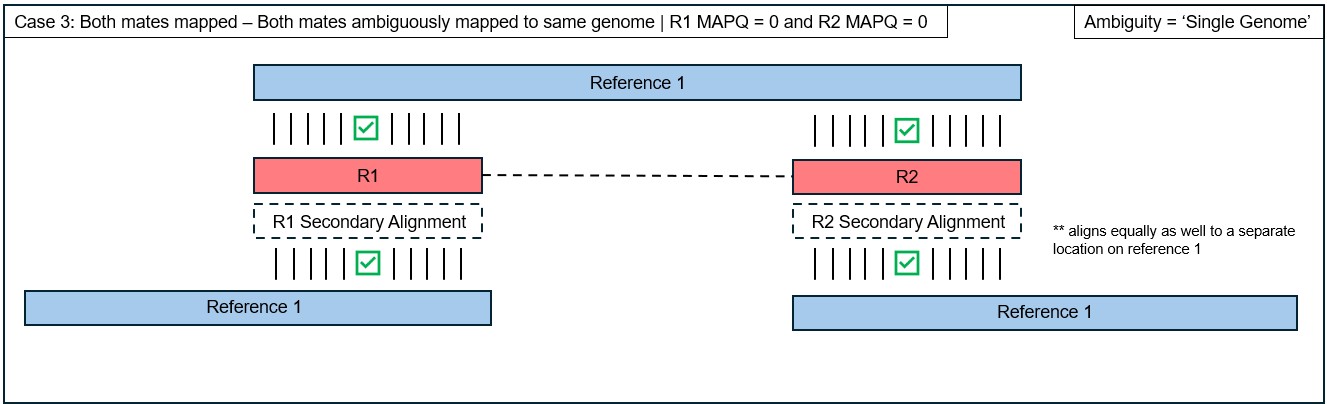 Case 3: Both mates mapped – Both mates ambiguously mapped to same genome | R1 MAPQ = 0 and R2 MAPQ = 0
Ambiguity = ‘Single Genome’
Reference 1
R1
R2
R1 Secondary Alignment
R2 Secondary Alignment
** aligns equally as well to a separate
location on reference 1
Reference 1
Reference 1